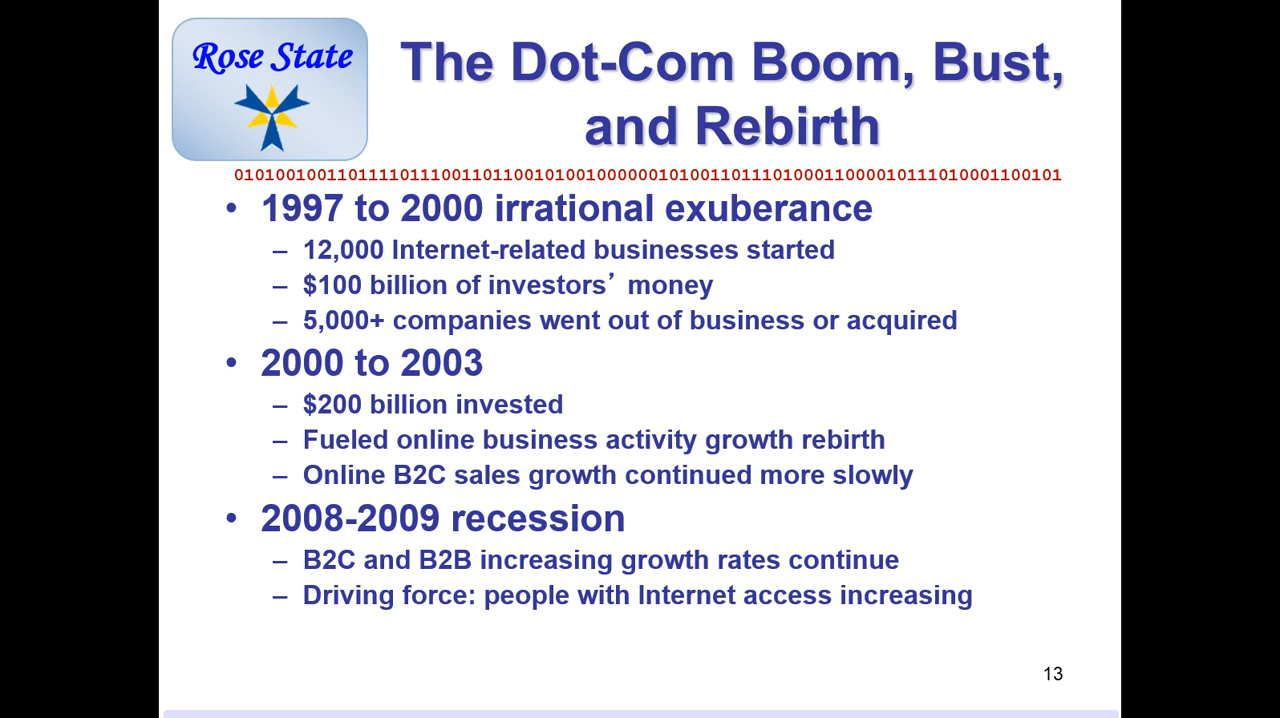 Rose State
The Dot-Com Boom, Bust,
and Rebirth
01010010011011110111001101100101001000000101001101110100011000010111010001100101
• 1997 to 2000 irrational exuberance
– 12,000 Internet-related businesses started
– $100 billion of investors’ money
– 5,000+ companies went out of business or acquired
• 2000 to 2003
– $200 billion invested
– Fueled online business activity growth rebirth
– Online B2C sales growth continued more slowly
• 2008-2009 recession
– B2C and B2B increasing growth rates continue
– Driving force: people with Internet access increasing
13